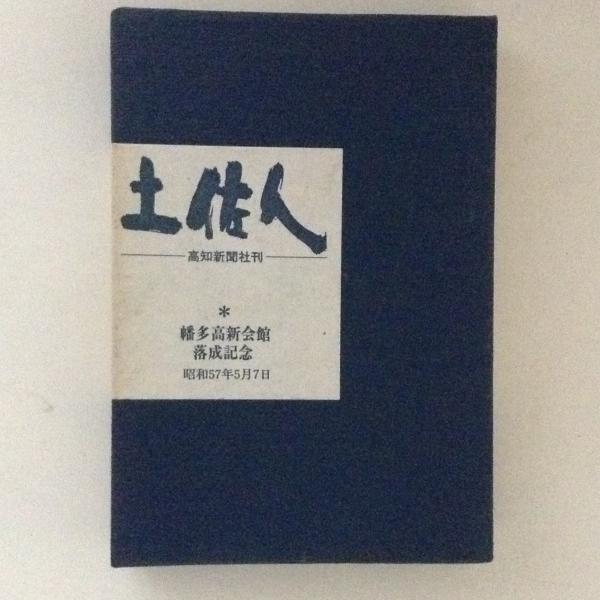 土佐人
高知新聞社刊
*
幡多高新会館
落成記念
昭和57年5月7日